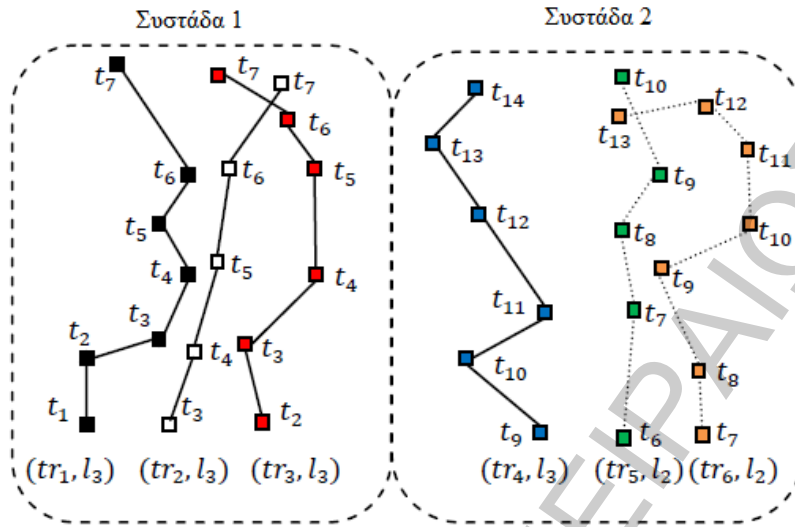 Συστάδα 1
t₇
t₆
t₅
t₄
t₃
t₂
t₁
(tr₁, l₃)
t₇
t₆
t₅
t₄
t₃
(tr₂, l₃)
t₇
t₆
t₅
t₄
t₃
t₂
(tr₃, l₃)
Συστάδα 2
t₁₄
t₁₃
t₁₂
t₁₁
t₁₀
t₉
(tr₄, l₃)
t₁₀
t₉
t₈
t₇
t₆
(tr₅, l₂)
t₁₃
t₁₂
t₁₁
t₁₀
t₉
t₈
t₇
(tr₆, l₂)